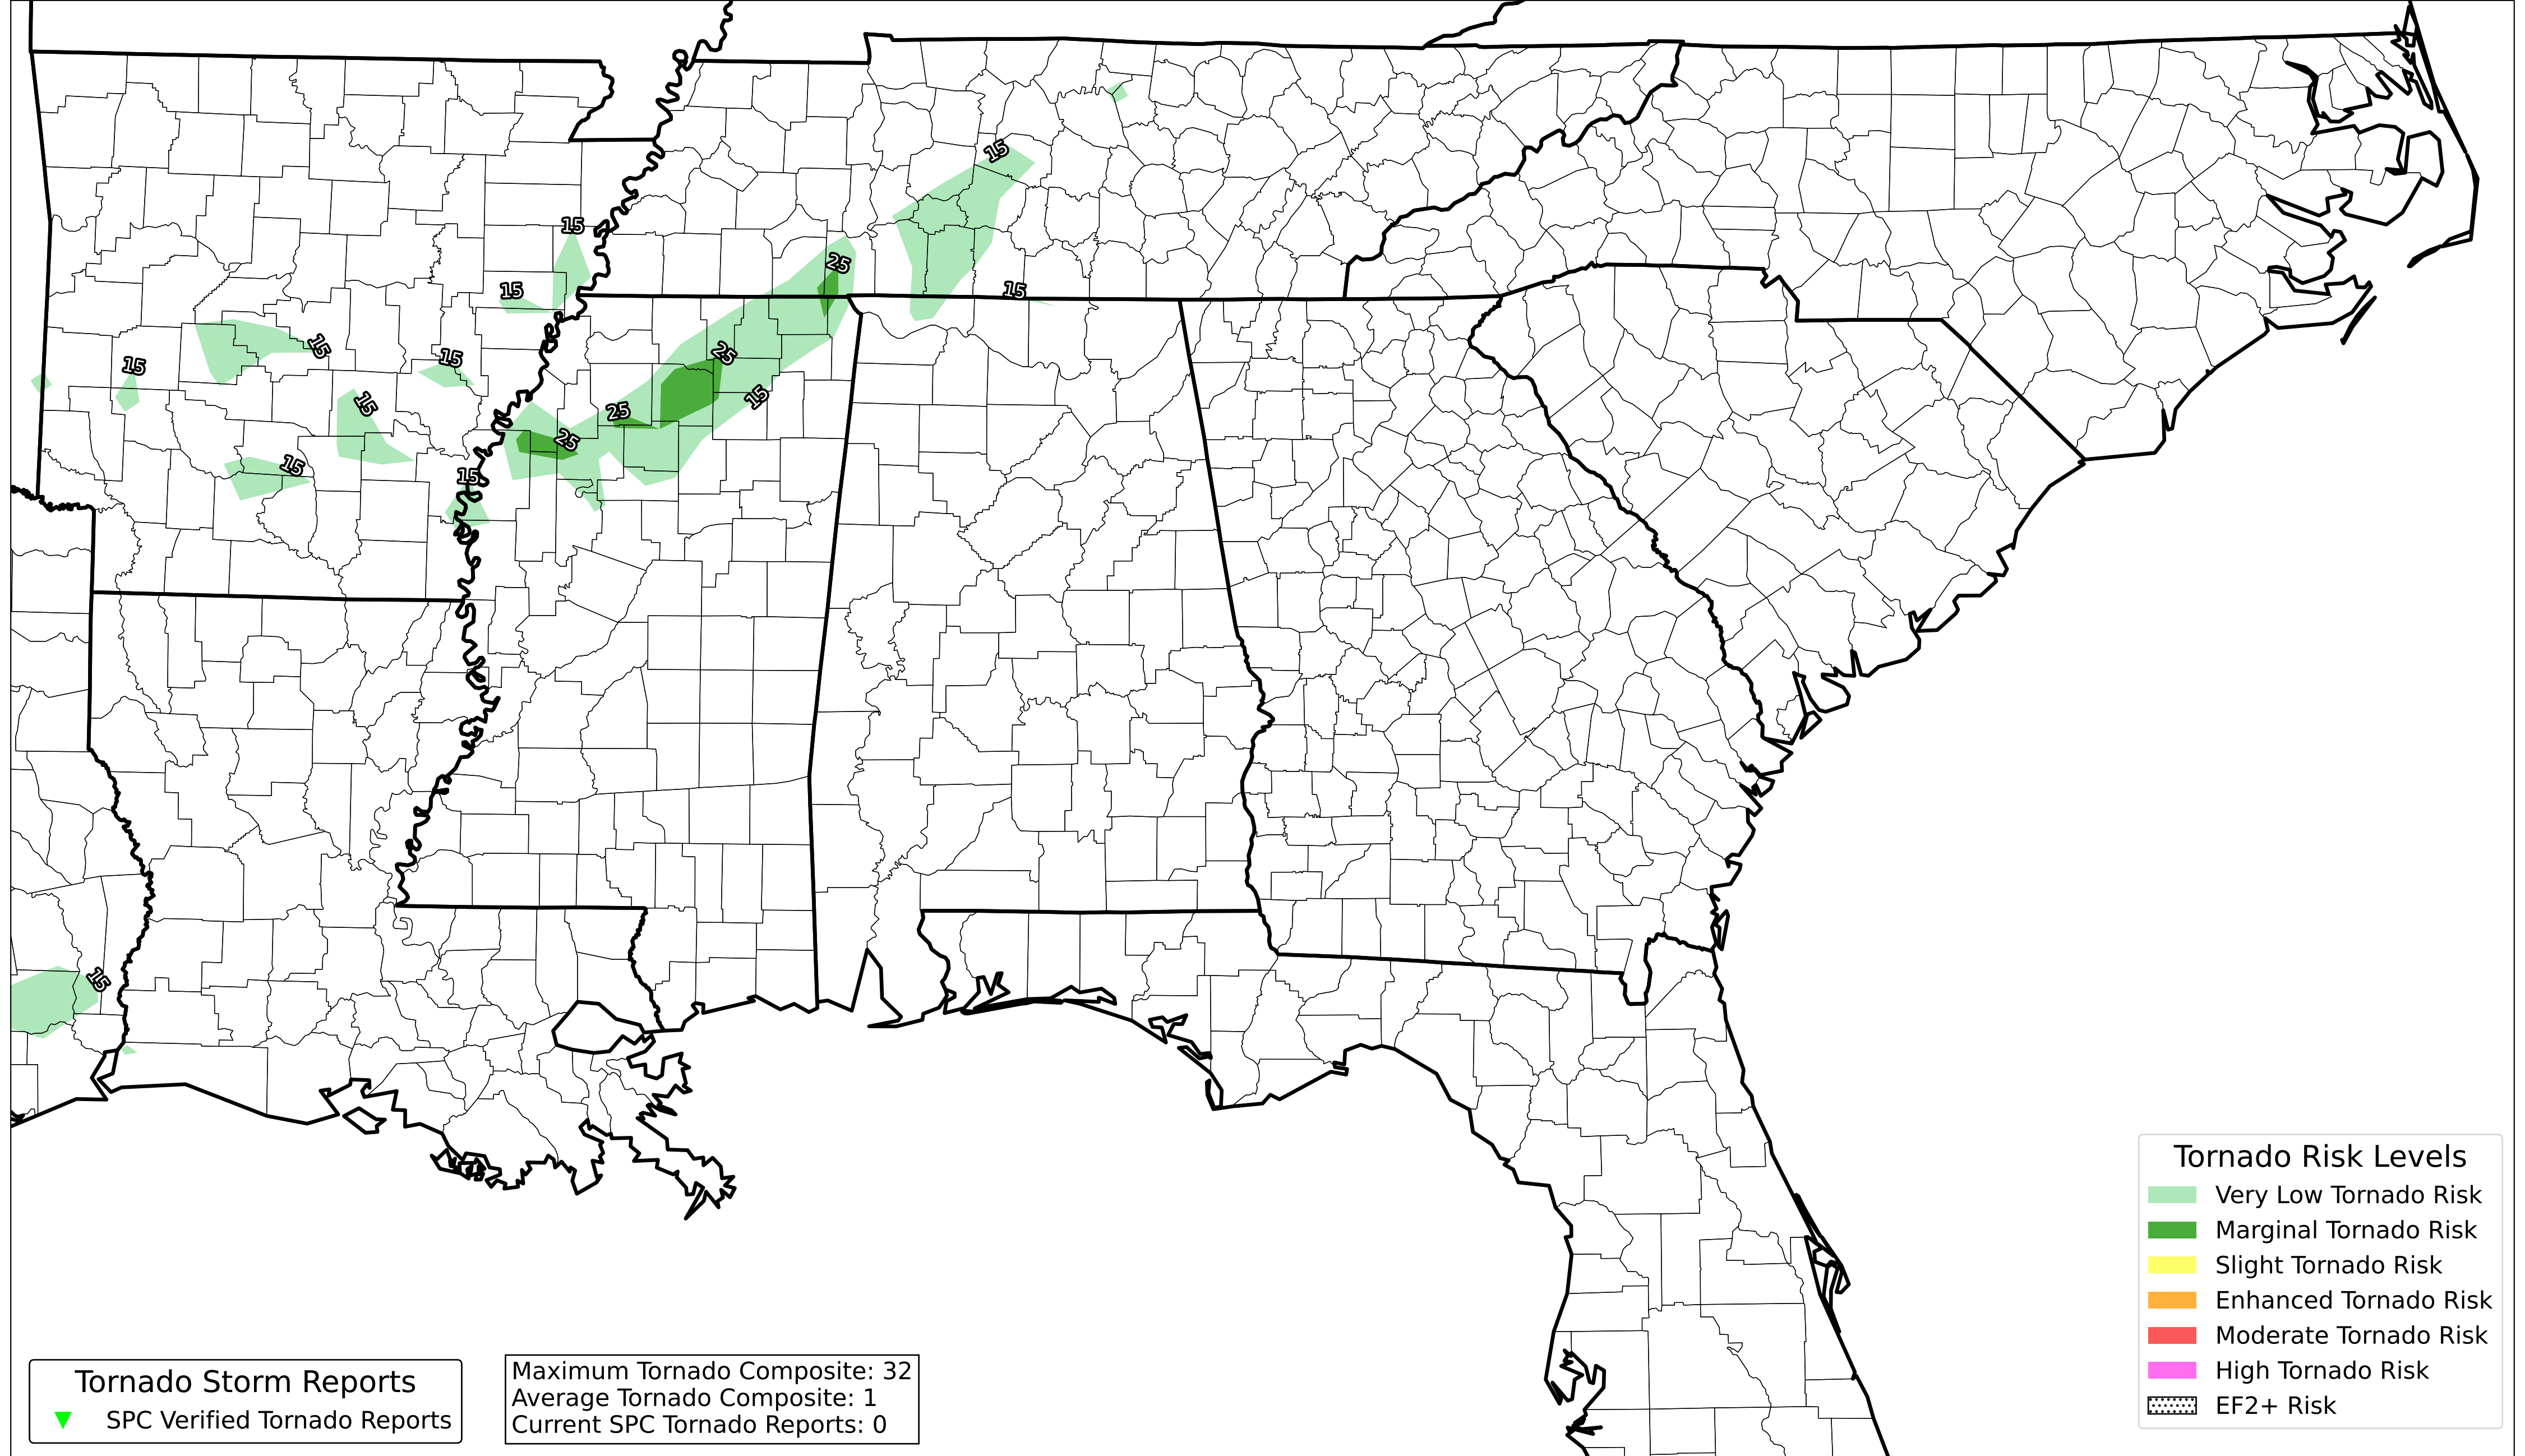 15
15
15
25
15
25
15
15
15
15
25
15
25
15
15
15
Tornado Risk Levels
Very Low Tornado Risk
Marginal Tornado Risk
Slight Tornado Risk
Enhanced Tornado Risk
Moderate Tornado Risk
High Tornado Risk
EF2+ Risk
Tornado Storm Reports
SPC Verified Tornado Reports
Maximum Tornado Composite: 32
Average Tornado Composite: 1
Current SPC Tornado Reports: 0